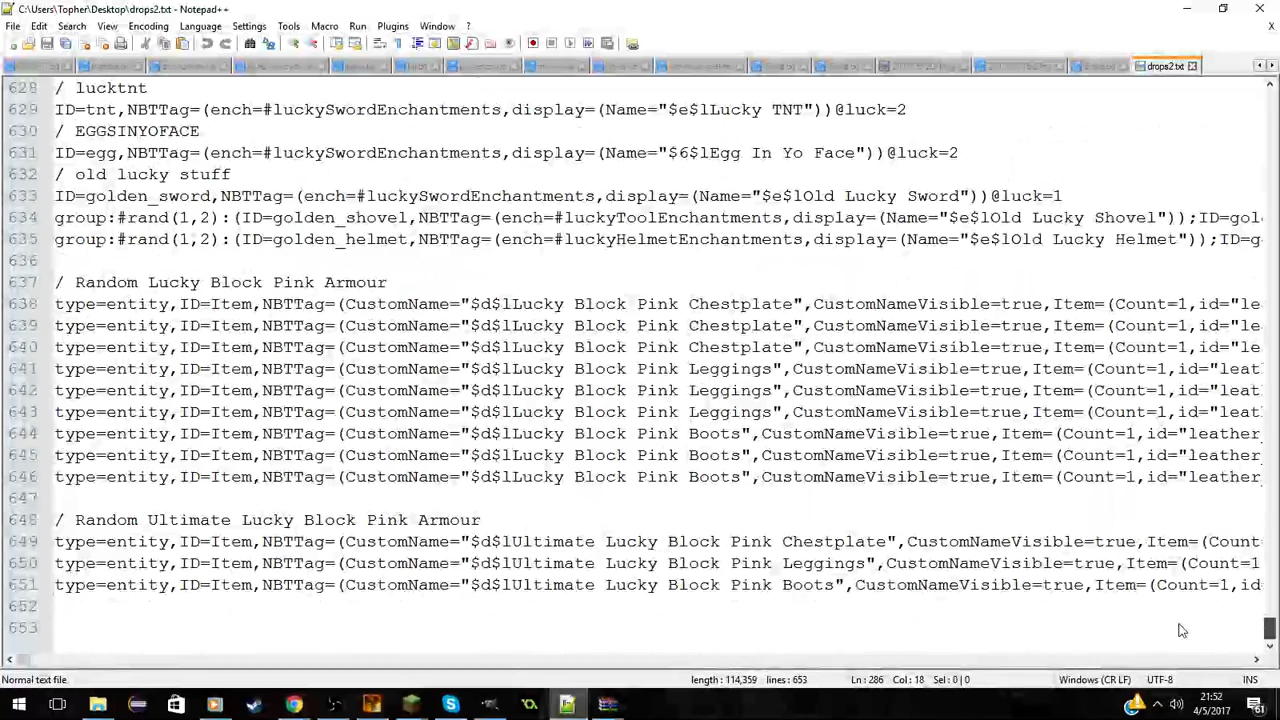 C:\Users\Topher\Desktop\drops2.txt - Notepad++
File Edit Search View Encoding Language Settings Tools Macro Run Plugins Window ?
drops2.txt
628 / lucktnt
629 ID=tnt,NBTTag=(ench=#luckySwordEnchantments,display=(Name="$e$lLucky TNT"))@luck=2
630 / EGGSINYOFACE
631 ID=egg,NBTTag=(ench=#luckySwordEnchantments,display=(Name="$6$lEgg In Yo Face"))@luck=2
632 / old lucky stuff
633 ID=golden_sword,NBTTag=(ench=#luckySwordEnchantments,display=(Name="$e$lOld Lucky Sword"))@luck=1
634 group:#rand(1,2):(ID=golden_shovel,NBTTag=(ench=#luckyToolEnchantments,display=(Name="$e$lOld Lucky Shovel"));ID=gol
635 group:#rand(1,2):(ID=golden_helmet,NBTTag=(ench=#luckyHelmetEnchantments,display=(Name="$e$lOld Lucky Helmet"));ID=g
636
637 / Random Lucky Block Pink Armour
638 type=entity,ID=Item,NBTTag=(CustomName="$d$lLucky Block Pink Chestplate",CustomNameVisible=true,Item=(Count=1,id="lea
639 type=entity,ID=Item,NBTTag=(CustomName="$d$lLucky Block Pink Chestplate",CustomNameVisible=true,Item=(Count=1,id="lea
640 type=entity,ID=Item,NBTTag=(CustomName="$d$lLucky Block Pink Chestplate",CustomNameVisible=true,Item=(Count=1,id="lea
641 type=entity,ID=Item,NBTTag=(CustomName="$d$lLucky Block Pink Leggings",CustomNameVisible=true,Item=(Count=1,id="leat
642 type=entity,ID=Item,NBTTag=(CustomName="$d$lLucky Block Pink Leggings",CustomNameVisible=true,Item=(Count=1,id="leat
643 type=entity,ID=Item,NBTTag=(CustomName="$d$lLucky Block Pink Leggings",CustomNameVisible=true,Item=(Count=1,id="leat
644 type=entity,ID=Item,NBTTag=(CustomName="$d$lLucky Block Pink Boots",CustomNameVisible=true,Item=(Count=1,id="leather
645 type=entity,ID=Item,NBTTag=(CustomName="$d$lLucky Block Pink Boots",CustomNameVisible=true,Item=(Count=1,id="leather
646 type=entity,ID=Item,NBTTag=(CustomName="$d$lLucky Block Pink Boots",CustomNameVisible=true,Item=(Count=1,id="leather
647
648 / Random Ultimate Lucky Block Pink Armour
649 type=entity,ID=Item,NBTTag=(CustomName="$d$lUltimate Lucky Block Pink Chestplate",CustomNameVisible=true,Item=(Count
650 type=entity,ID=Item,NBTTag=(CustomName="$d$lUltimate Lucky Block Pink Leggings",CustomNameVisible=true,Item=(Count=1
651 type=entity,ID=Item,NBTTag=(CustomName="$d$lUltimate Lucky Block Pink Boots",CustomNameVisible=true,Item=(Count=1,id
652
653
Normal text file length : 114,359 lines : 653 Ln : 286 Col : 18 Sel : 0 | 0 Windows (CR LF) UTF-8 INS
21:52
4/5/2017
61